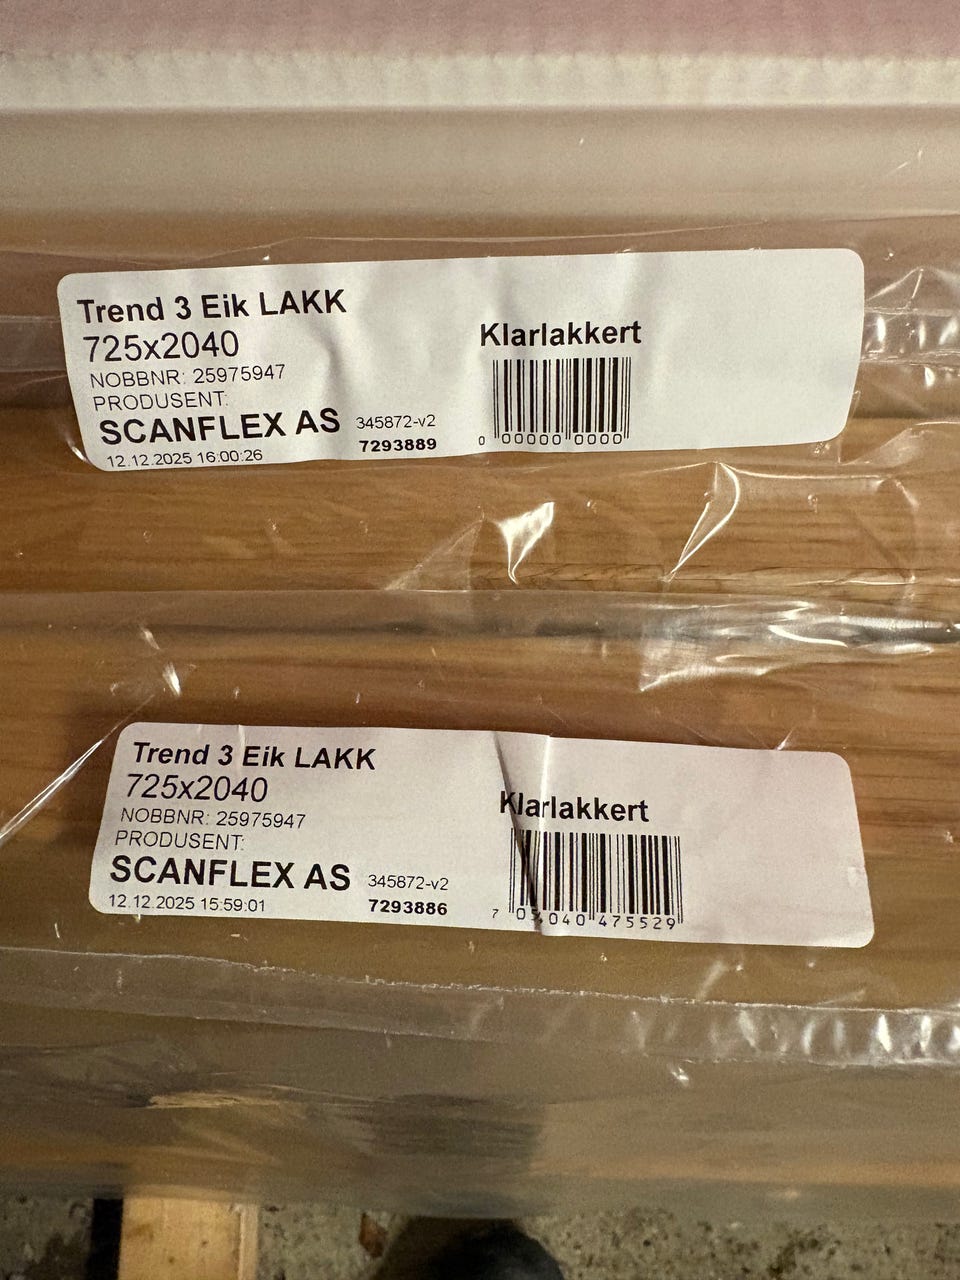 Trend 3 Eik LAKK
725x2040
NOBBNR: 25975947
PRODUSENT:
SCANFLEX AS
12.12.2025 16:00:26
345872-v2
7293889
Klarlakkert
0 00000 0000
Trend 3 Eik LAKK
725x2040
NOBBNR: 25975947
PRODUSENT:
SCANFLEX AS
12.12.2025 15:59:01
345872-v2
7293886
Klarlakkert
475529